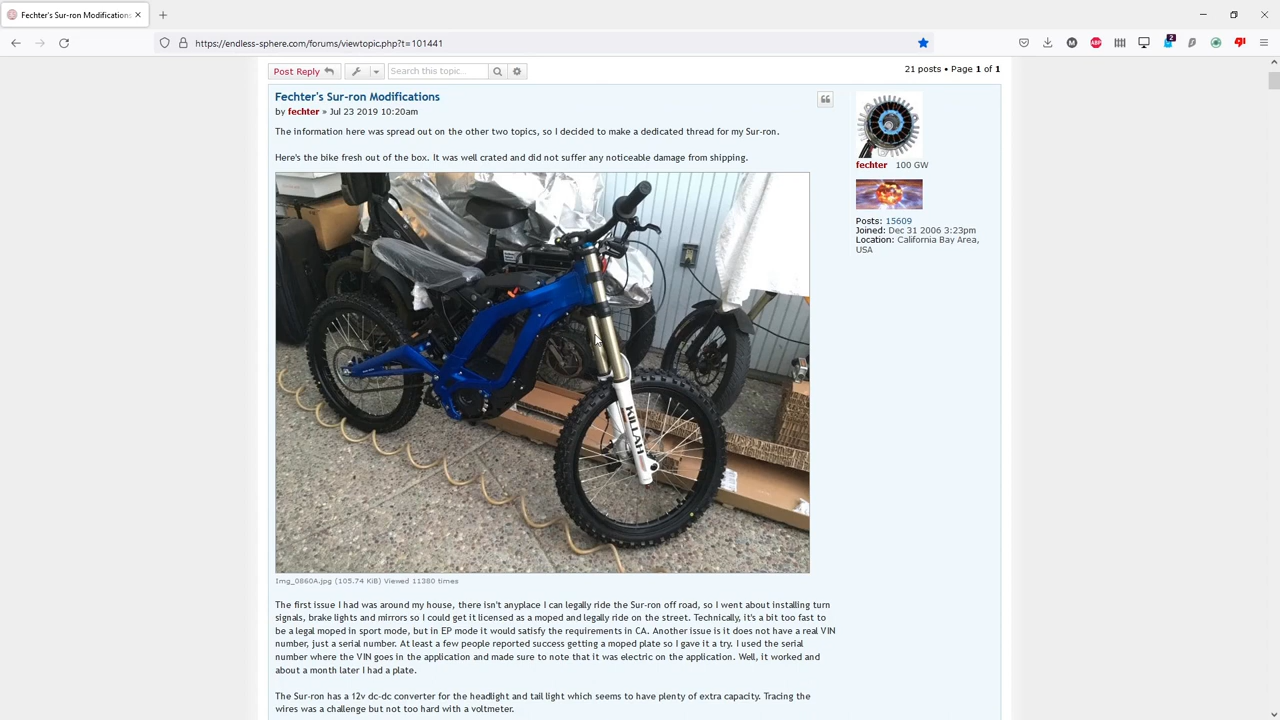 Fechter's Sur-ron Modifications
https://endless-sphere.com/forums/viewtopic.php?t=101441
2
Post Reply
Search this topic…
21 posts • Page 1 of 1
Fechter's Sur-ron Modifications
by fechter » Jul 23 2019 10:20am
The information here was spread out on the other two topics, so I decided to make a dedicated thread for my Sur-ron.
Here's the bike fresh out of the box. It was well crated and did not suffer any noticeable damage from shipping.
KILLAH
Img_0860A.jpg (105.74 KiB) Viewed 11380 times
The first issue I had was around my house, there isn't anyplace I can legally ride the Sur-ron off road, so I went about installing turn
signals, brake lights and mirrors so I could get it licensed as a moped and legally ride on the street. Technically, it's a bit too fast to
be a legal moped in sport mode, but in EP mode it would satisfy the requirements in CA. Another issue is it does not have a real VIN
number, just a serial number. At least a few people reported success getting a moped plate so I gave it a try. I used the serial
number where the VIN goes in the application and made sure to note that it was electric on the application. Well, it worked and
about a month later I had a plate.
The Sur-ron has a 12v dc-dc converter for the headlight and tail light which seems to have plenty of extra capacity. Tracing the
wires was a challenge but not too hard with a voltmeter.
fechter 100 GW
Posts: 15609
Joined: Dec 31 2006 3:23pm
Location: California Bay Area,
USA